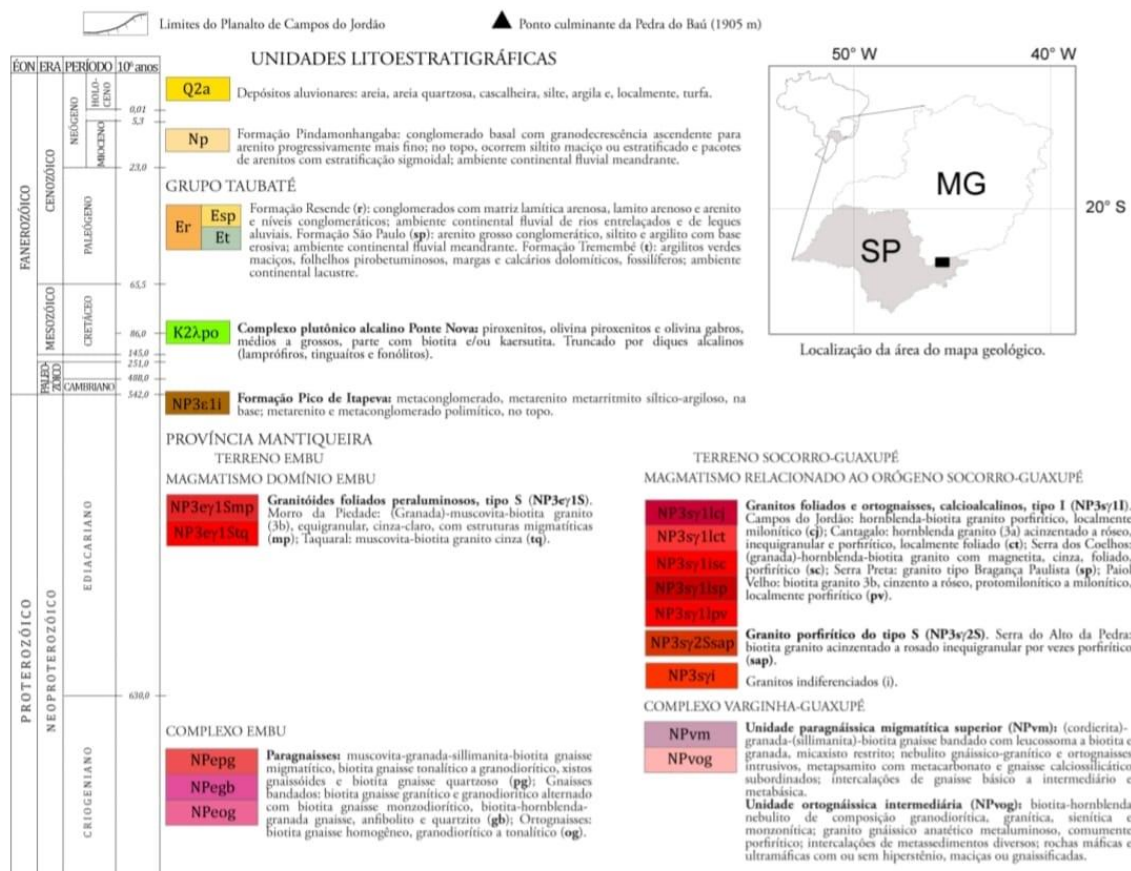 Limites do Planalto de Campos do Jordão
Ponto culminante da Pedra do Baú (1905 m)
UNIDADES LITOESTRATIGRÁFICAS
ÉON ERA PERÍODO 10⁶ anos
FANEROZÓICO
PROTEROZÓICO
CENOZÓICO
MESOZÓICO
PALEO-
ZÓICO
NEOPROTEROZÓICO
NEÓGENO
HOLO-
CENO
MIOCENO
PALEÓGENO
CRETÁCEO
CAMBRIANO
EDIACARIANO
CRIOGENIANO
0,01
5,3
23,0
65,5
86,0
145,0
251,0
488,0
542,0
630,0
Q2a
Depósitos aluvionares: areia, areia quartzosa, cascalheira, silte, argila e, localmente, turfa.
Np
Formação Pindamonhangaba: conglomerado basal com granodecrescência ascendente para
arenito progressivamente mais fino; no topo, ocorrem siltito maciço ou estratificado e pacotes
de arenitos com estratificação sigmoidal; ambiente continental fluvial meandrante.
GRUPO TAUBATÉ
Er
Esp
Et
Formação Resende (r): conglomerados com matriz lamítica arenosa, lamito arenoso e arenito
e níveis conglomeráticos; ambiente continental fluvial de rios entrelaçados e de leques
aluviais. Formação São Paulo (sp): arenito grosso conglomerático, siltito e argilito com base
erosiva; ambiente continental fluvial meandrante. Formação Tremembé (t): argilitos verdes
maciços, folhelhos pirobetuminosos, margas e calcários dolomíticos, fossilíferos; ambiente
continental lacustre.
K2λpo
Complexo plutônico alcalino Ponte Nova: piroxenitos, olivina piroxenitos e olivina gabros,
médios a grossos, parte com biotita e/ou kaersutita. Truncado por diques alcalinos
(lamprófiros, tinguaítos e fonólitos).
NP3ε1i
Formação Pico de Itapeva: metaconglomerado, metarenito metarritmito síltico-argiloso, na
base; metarenito e metaconglomerado polimítico, no topo.
PROVÍNCIA MANTIQUEIRA
TERRENO EMBU
MAGMATISMO DOMÍNIO EMBU
NP3eγ1Smp
NP3eγ1Stq
Granitóides foliados peraluminosos, tipo S (NP3eγ1S).
Morro da Piedade: (Granada)-muscovita-biotita granito
(3b), equigranular, cinza-claro, com estruturas migmatíticas
(mp); Taquaral: muscovita-biotita granito cinza (tq).
COMPLEXO EMBU
NPepg
NPegb
NPeog
Paragnaisses: muscovita-granada-sillimanita-biotita gnaisse
migmatítico, biotita gnaisse tonalítico a granodiorítico, xistos
gnaissóides e biotita gnaisse quartzoso (pg); Gnaisses
bandados: biotita gnaisse granítico e granodiorítico alternado
com biotita gnaisse monzodiorítico, biotita-hornblenda-
granada gnaisse, anfibolito e quartzito (gb); Ortognaisses:
biotita gnaisse homogêneo, granodiorítico a tonalítico (og).
50° W
40° W
20° S
MG
SP
Localização da área do mapa geológico.
TERRENO SOCORRO-GUAXUPÉ
MAGMATISMO RELACIONADO AO ORÓGENO SOCORRO-GUAXUPÉ
NP3sγ1Icj
NP3sγ1Ict
NP3sγ1isc
NP3sγ1Isp
NP3sγ1Ipv
Granitos foliados e ortognaisses, calcioalcalinos, tipo I (NP3sγ1I).
Campos do Jordão: hornblenda-biotita granito porfirítico, localmente
milonítico (cj); Cantagalo: hornblenda granito (3a) acinzentado a róseo,
inequigranular e porfirítico, localmente foliado (ct); Serra dos Coelhos:
(granada)-hornblenda-biotita granito com magnetita, cinza, foliado,
porfirítico (sc); Serra Preta: granito tipo Bragança Paulista (sp); Paiol
Velho: biotita granito 3b, cinzento a róseo, protomilonítico a milonítico,
localmente porfirítico (pv).
NP3sγ2Ssap
Granito porfirítico do tipo S (NP3sγ2S). Serra do Alto da Pedra:
biotita granito acinzentado a rosado inequigranular por vezes porfirítico
(sap).
NP3sγi
Granitos indiferenciados (i).
COMPLEXO VARGINHA-GUAXUPÉ
NPvm
NPvog
Unidade paragnáissica migmatítica superior (NPvm): (cordierita)-
granada-(sillimanita)-biotita gnaisse bandado com leucossoma a biotita e
granada, micaxisto restrito; nebulito gnáissico-granítico e ortognaisses
intrusivos, metapsamito com metacarbonato e gnaisse calciossilicático
subordinados; intercalações de gnaisse básico a intermediário e
metabásica.
Unidade ortognáissica intermediária (NPvog): biotita-hornblenda
nebulito de composição granodiorítica, granítica, sienítica e
monzonítica; granito gnáissico anatético metaluminoso, comumente
porfirítico; intercalações de metassedimentos diversos; rochas máficas e
ultramáficas com ou sem hiperstênio, maciças ou gnaissificadas.